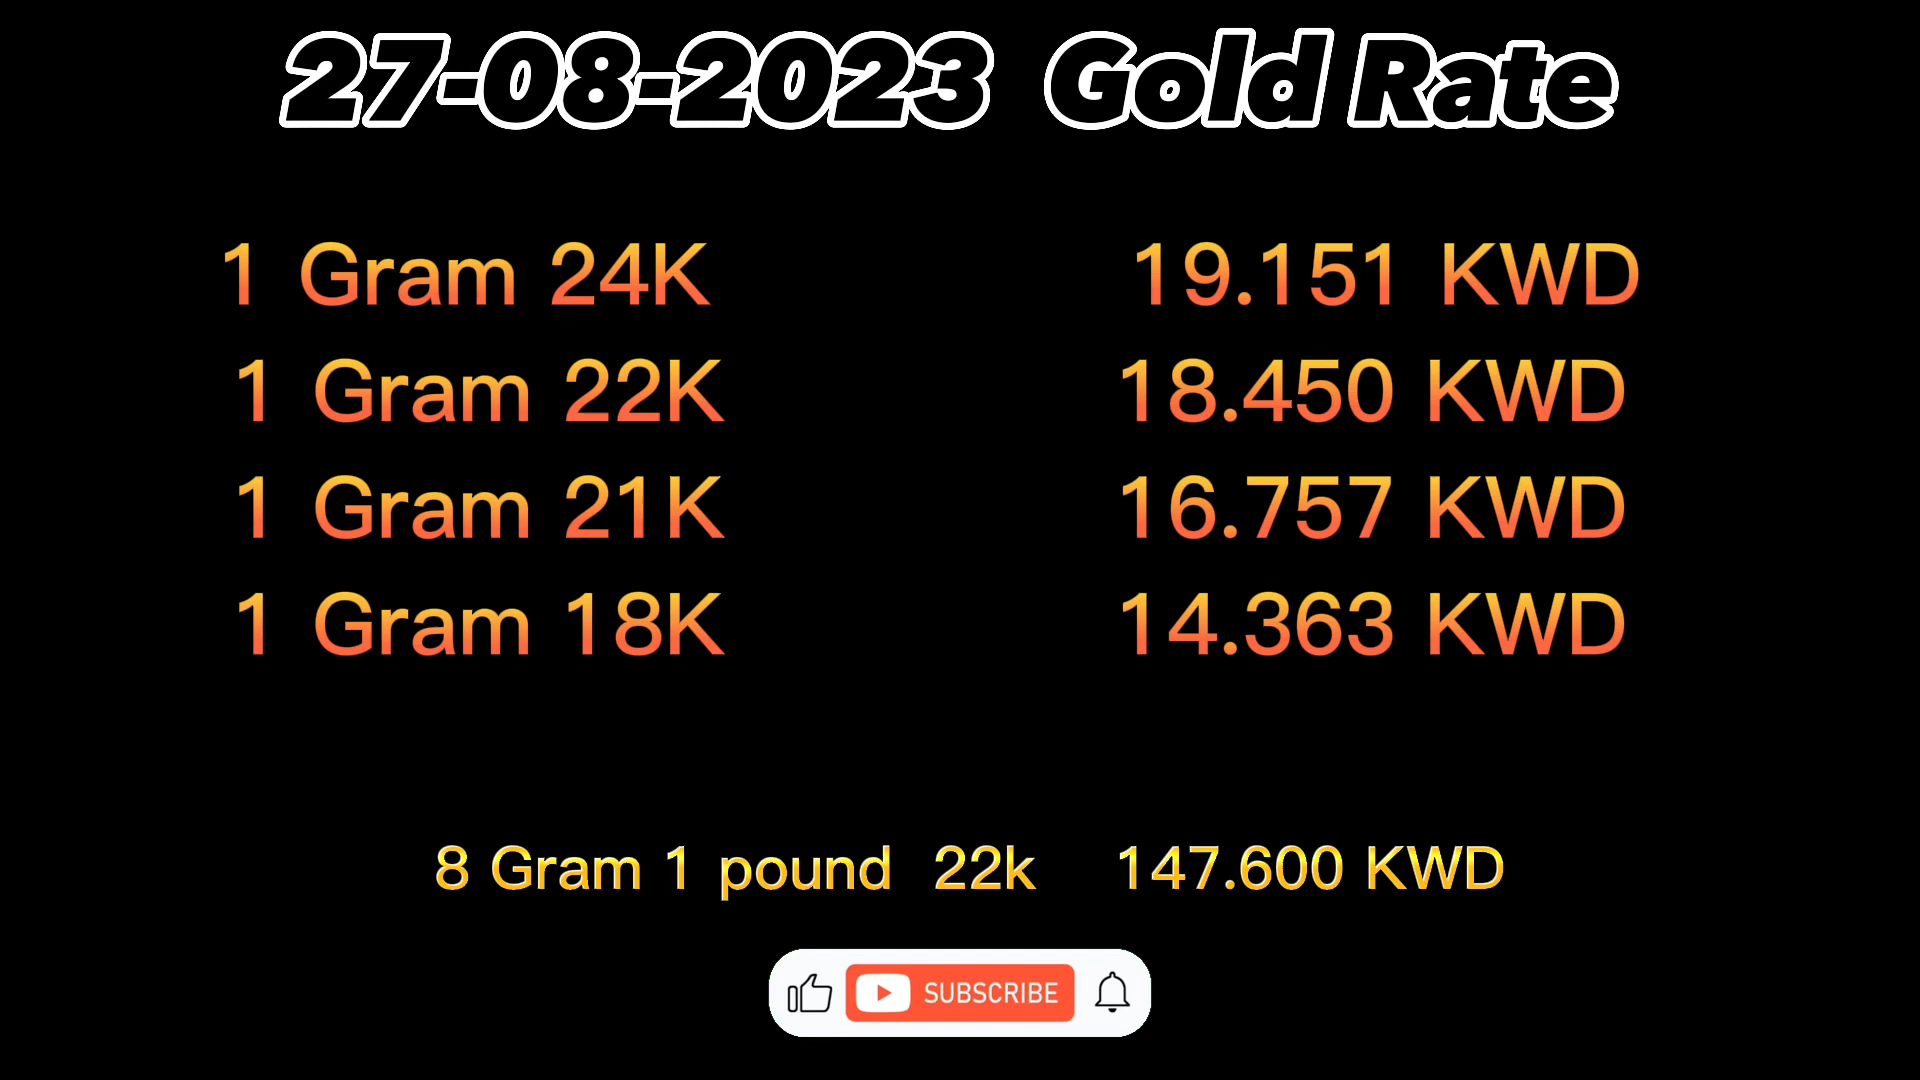 27-08-2023 Gold Rate
1 Gram 24K 19.151 KWD
1 Gram 22K 18.450 KWD
1 Gram 21K 16.757 KWD
1 Gram 18K 14.363 KWD
8 Gram 1 pound 22k 147.600 KWD
SUBSCRIBE